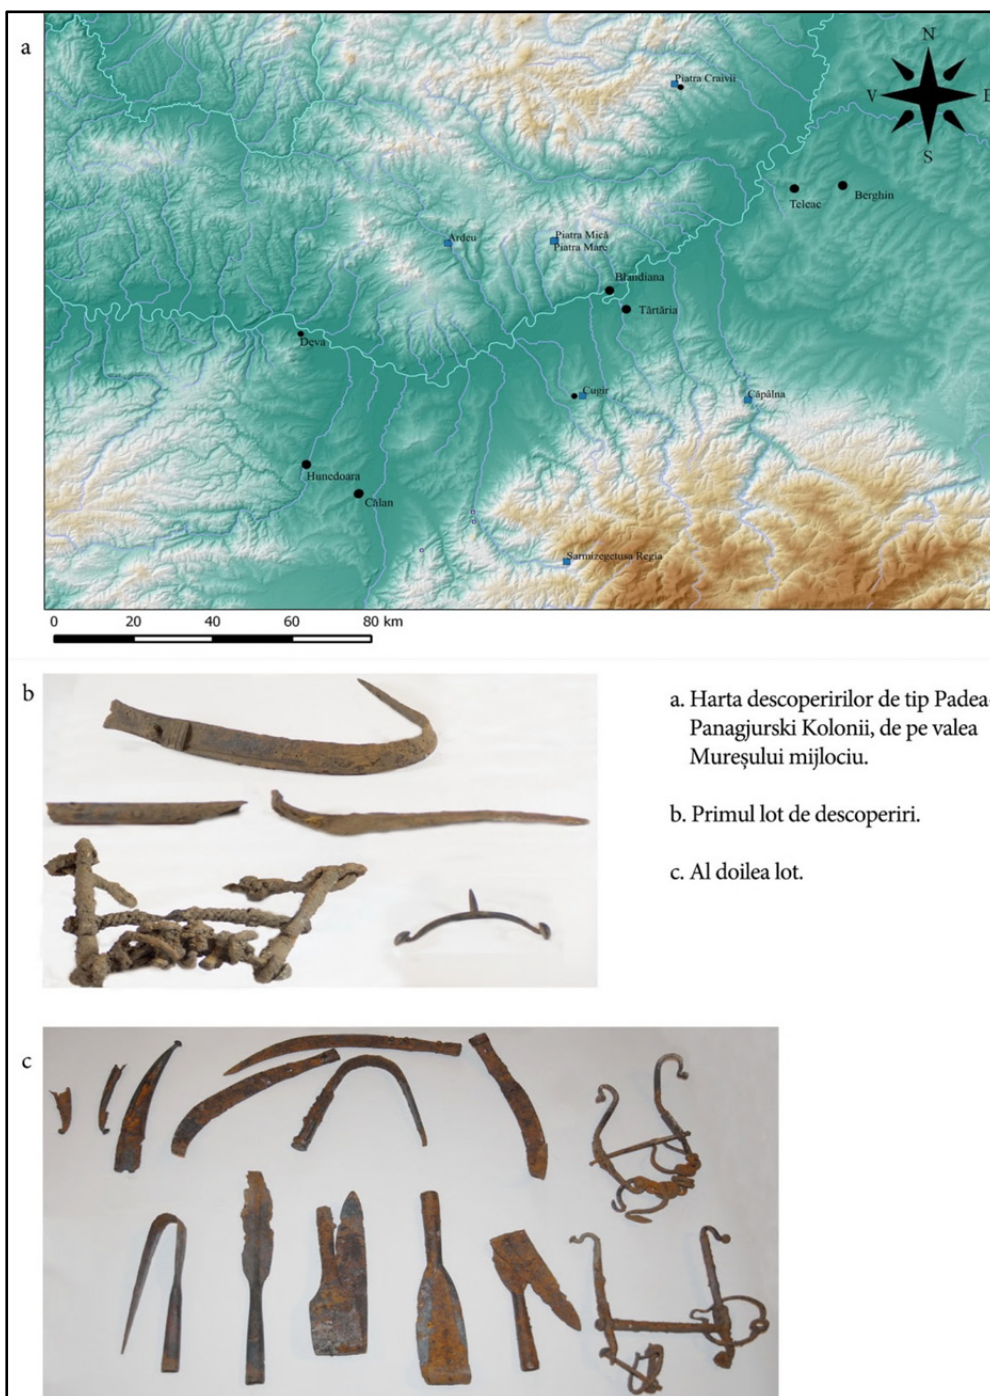 a
N
V
E
S
Piatra Craivii
Teleac
Berghin
Ardeu
Piatra Mică
Piatra Mare
Blandiana
Tărtăria
Deva
Cugir
Căpâlna
Hunedoara
Călan
Sarmizegetusa Regia
0 20 40 60 80 km
b
a. Harta descoperirilor de tip Padea-
Panagjurski Kolonii, de pe valea
Mureșului mijlociu.
b. Primul lot de descoperiri.
c. Al doilea lot.
c